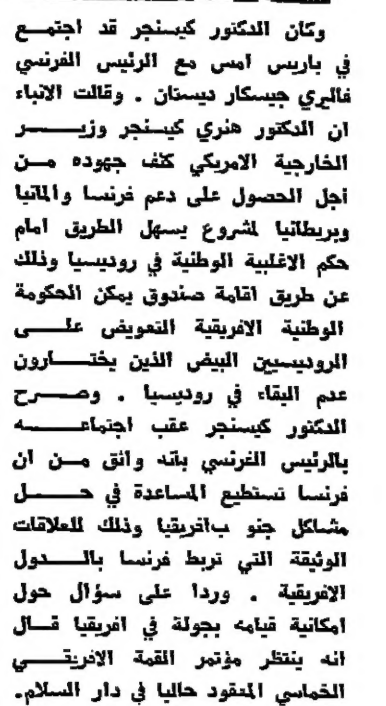 وكان الدكتور كيسنجر قد اجتمع
في باريس امس مع الرئيس الفرنسي
فاليري جيسكار ديستان . وقالت الانباء
ان الدكتور هنري كيسنجر وزير
الخارجية الامريكي كثف جهوده من
اجل الحصول على دعم فرنسا والمانيا
وبريطانيا لمشروع يسهل الطريق امام
حكم الاغلبية الوطنية في روديسيا وذلك
عن طريق اقامة صندوق يمكن الحكومة
الوطنية الافريقية التعويض على
الروديسيين البيض الذين يختارون
عدم البقاء في روديسيا . وصرح
الدكتور كيسنجر عقب اجتماعه
بالرئيس الفرنسي بانه واثق من ان
فرنسا تستطيع المساعدة في حل
مشاكل جنو بافريقيا وذلك للعلاقات
الوثيقة التي تربط فرنسا بالدول
الافريقية . وردا على سؤال حول
امكانية قيامه بجولة في افريقيا قال
انه ينتظر مؤتمر القمة الافريقي
الخماسي المنعقود حاليا في دار السلام.